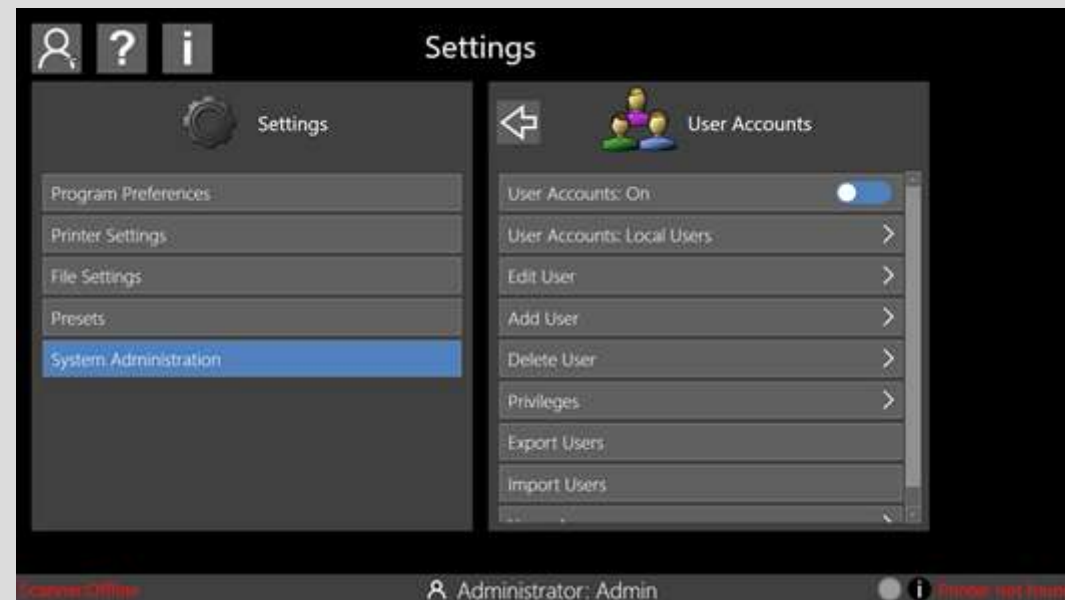 ? i Settings
Settings
Program Preferences
Printer Settings
File Settings
Presets
System Administration
User Accounts
User Accounts: On
User Accounts: Local Users
Edit User
Add User
Delete User
Privileges
Export Users
Import Users
Scanner Offline
Administrator: Admin
i Printer not